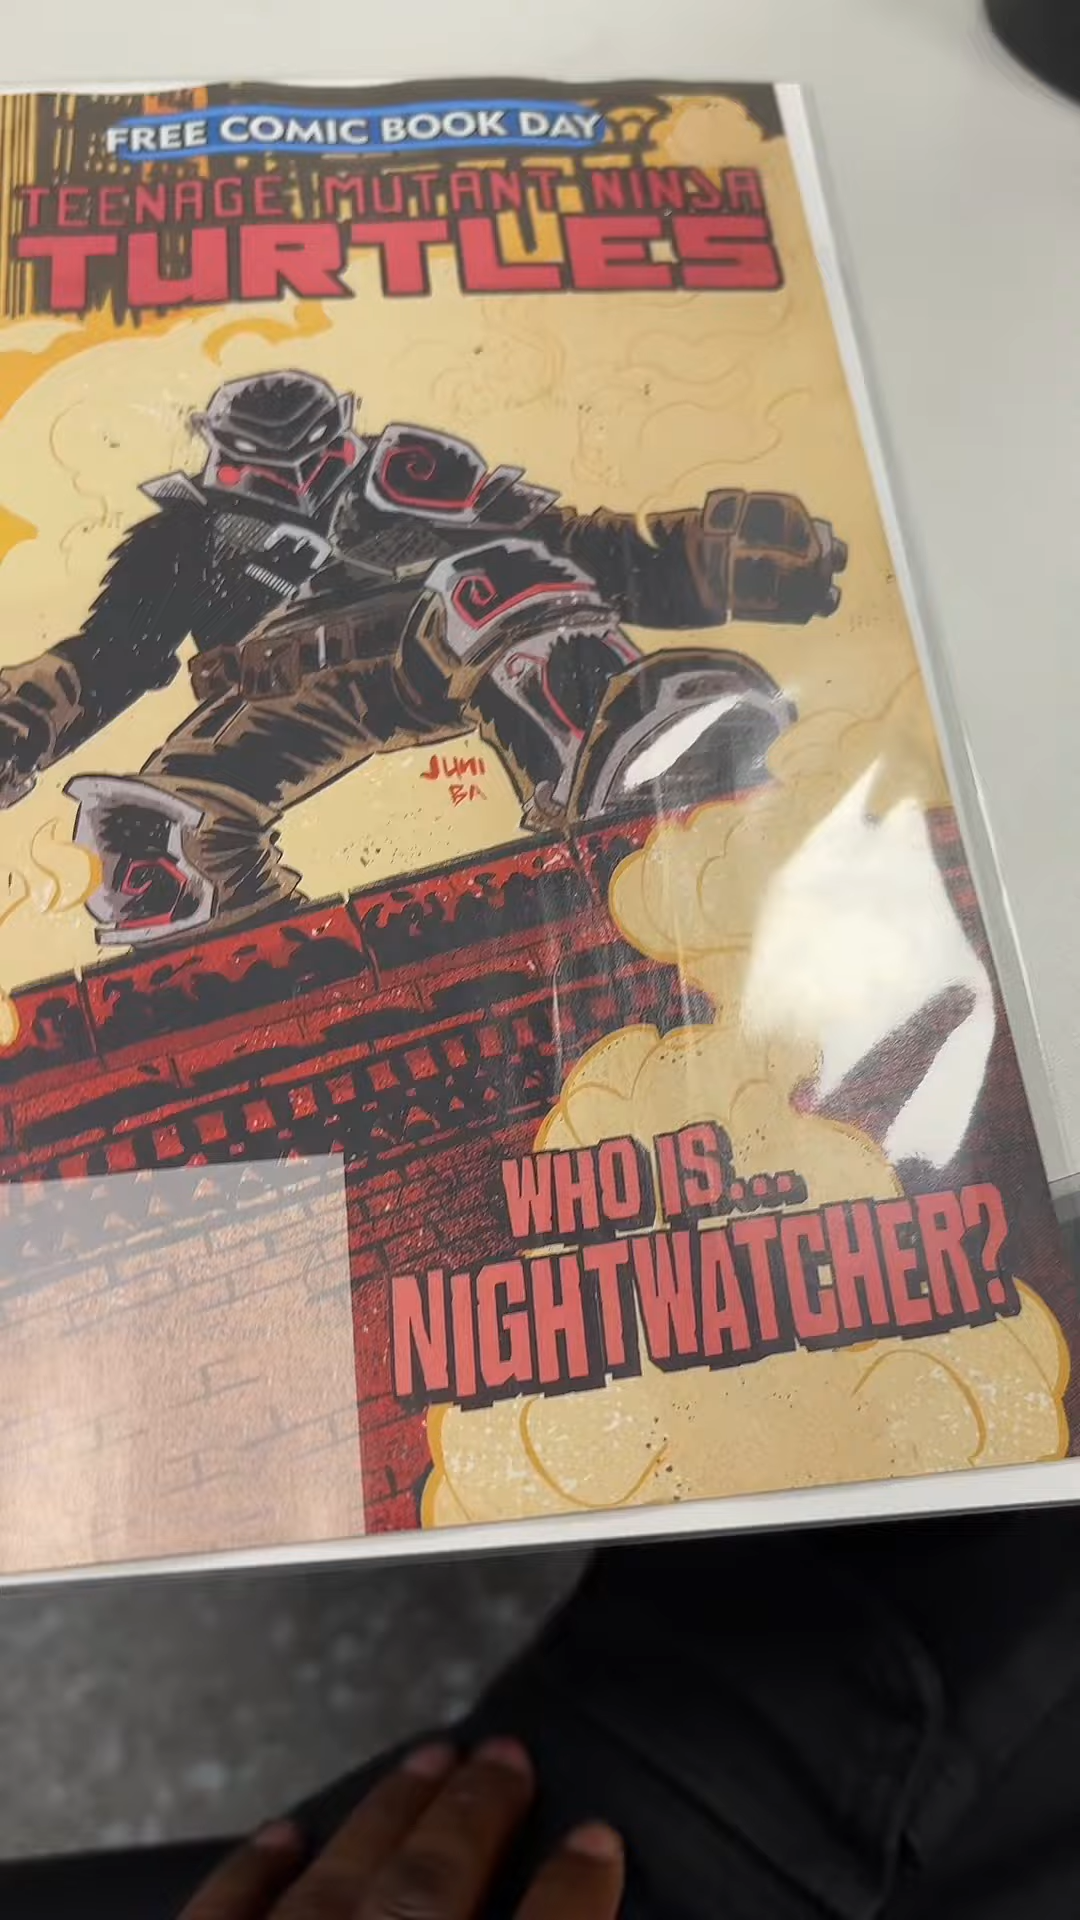 FREE COMIC BOOK DAY
TEENAGE MUTANT NINJA
TURTLES
JUNI
BA
WHO IS...
NIGHTWATCHER?